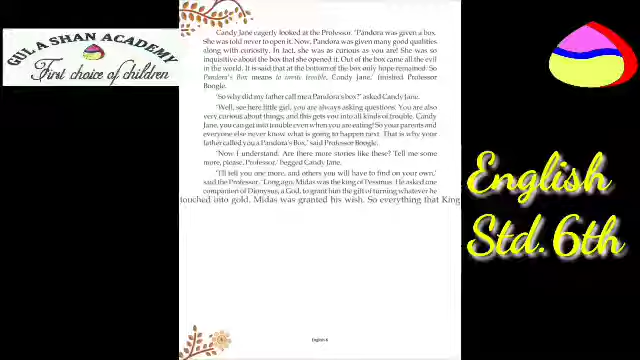 GUL A SHAN ACADEMY
First choice of children
Candy Jane eagerly looked at the Professor. 'Pandora was given a box.
She was told never to open it. Now, Pandora was given many good qualities
along with curiosity. In fact, she was as curious as you are! She was so
inquisitive about the box that she opened it. Out of the box came all the evil
in the world. It is said that at the bottom of the box only hope remained. So
Pandora's Box means to invite trouble, Candy Jane,' finished Professor
Boogle.
'So why did my father call me a Pandora's box?' asked Candy Jane.
'Well, see here little girl, you are always asking questions. You are also
very curious about things, and this gets you into all kinds of trouble. Candy
Jane, you can get into trouble even when you are eating! So your parents and
everyone else never know what is going to happen next. That is why your
father called you a Pandora's Box,' said Professor Boogle.
'Now I understand. Are there more stories like these? Tell me some
more, please, Professor,' begged Candy Jane.
'I'll tell you one more, and others you will have to find on your own,'
said the Professor. 'Long ago, Midas was the king of Pessinus. He asked one
companion of Dionysus, a God, to grant him the gift of turning whatever he
touched into gold. Midas was granted his wish. So everything that King
English-6
English
Std. 6th